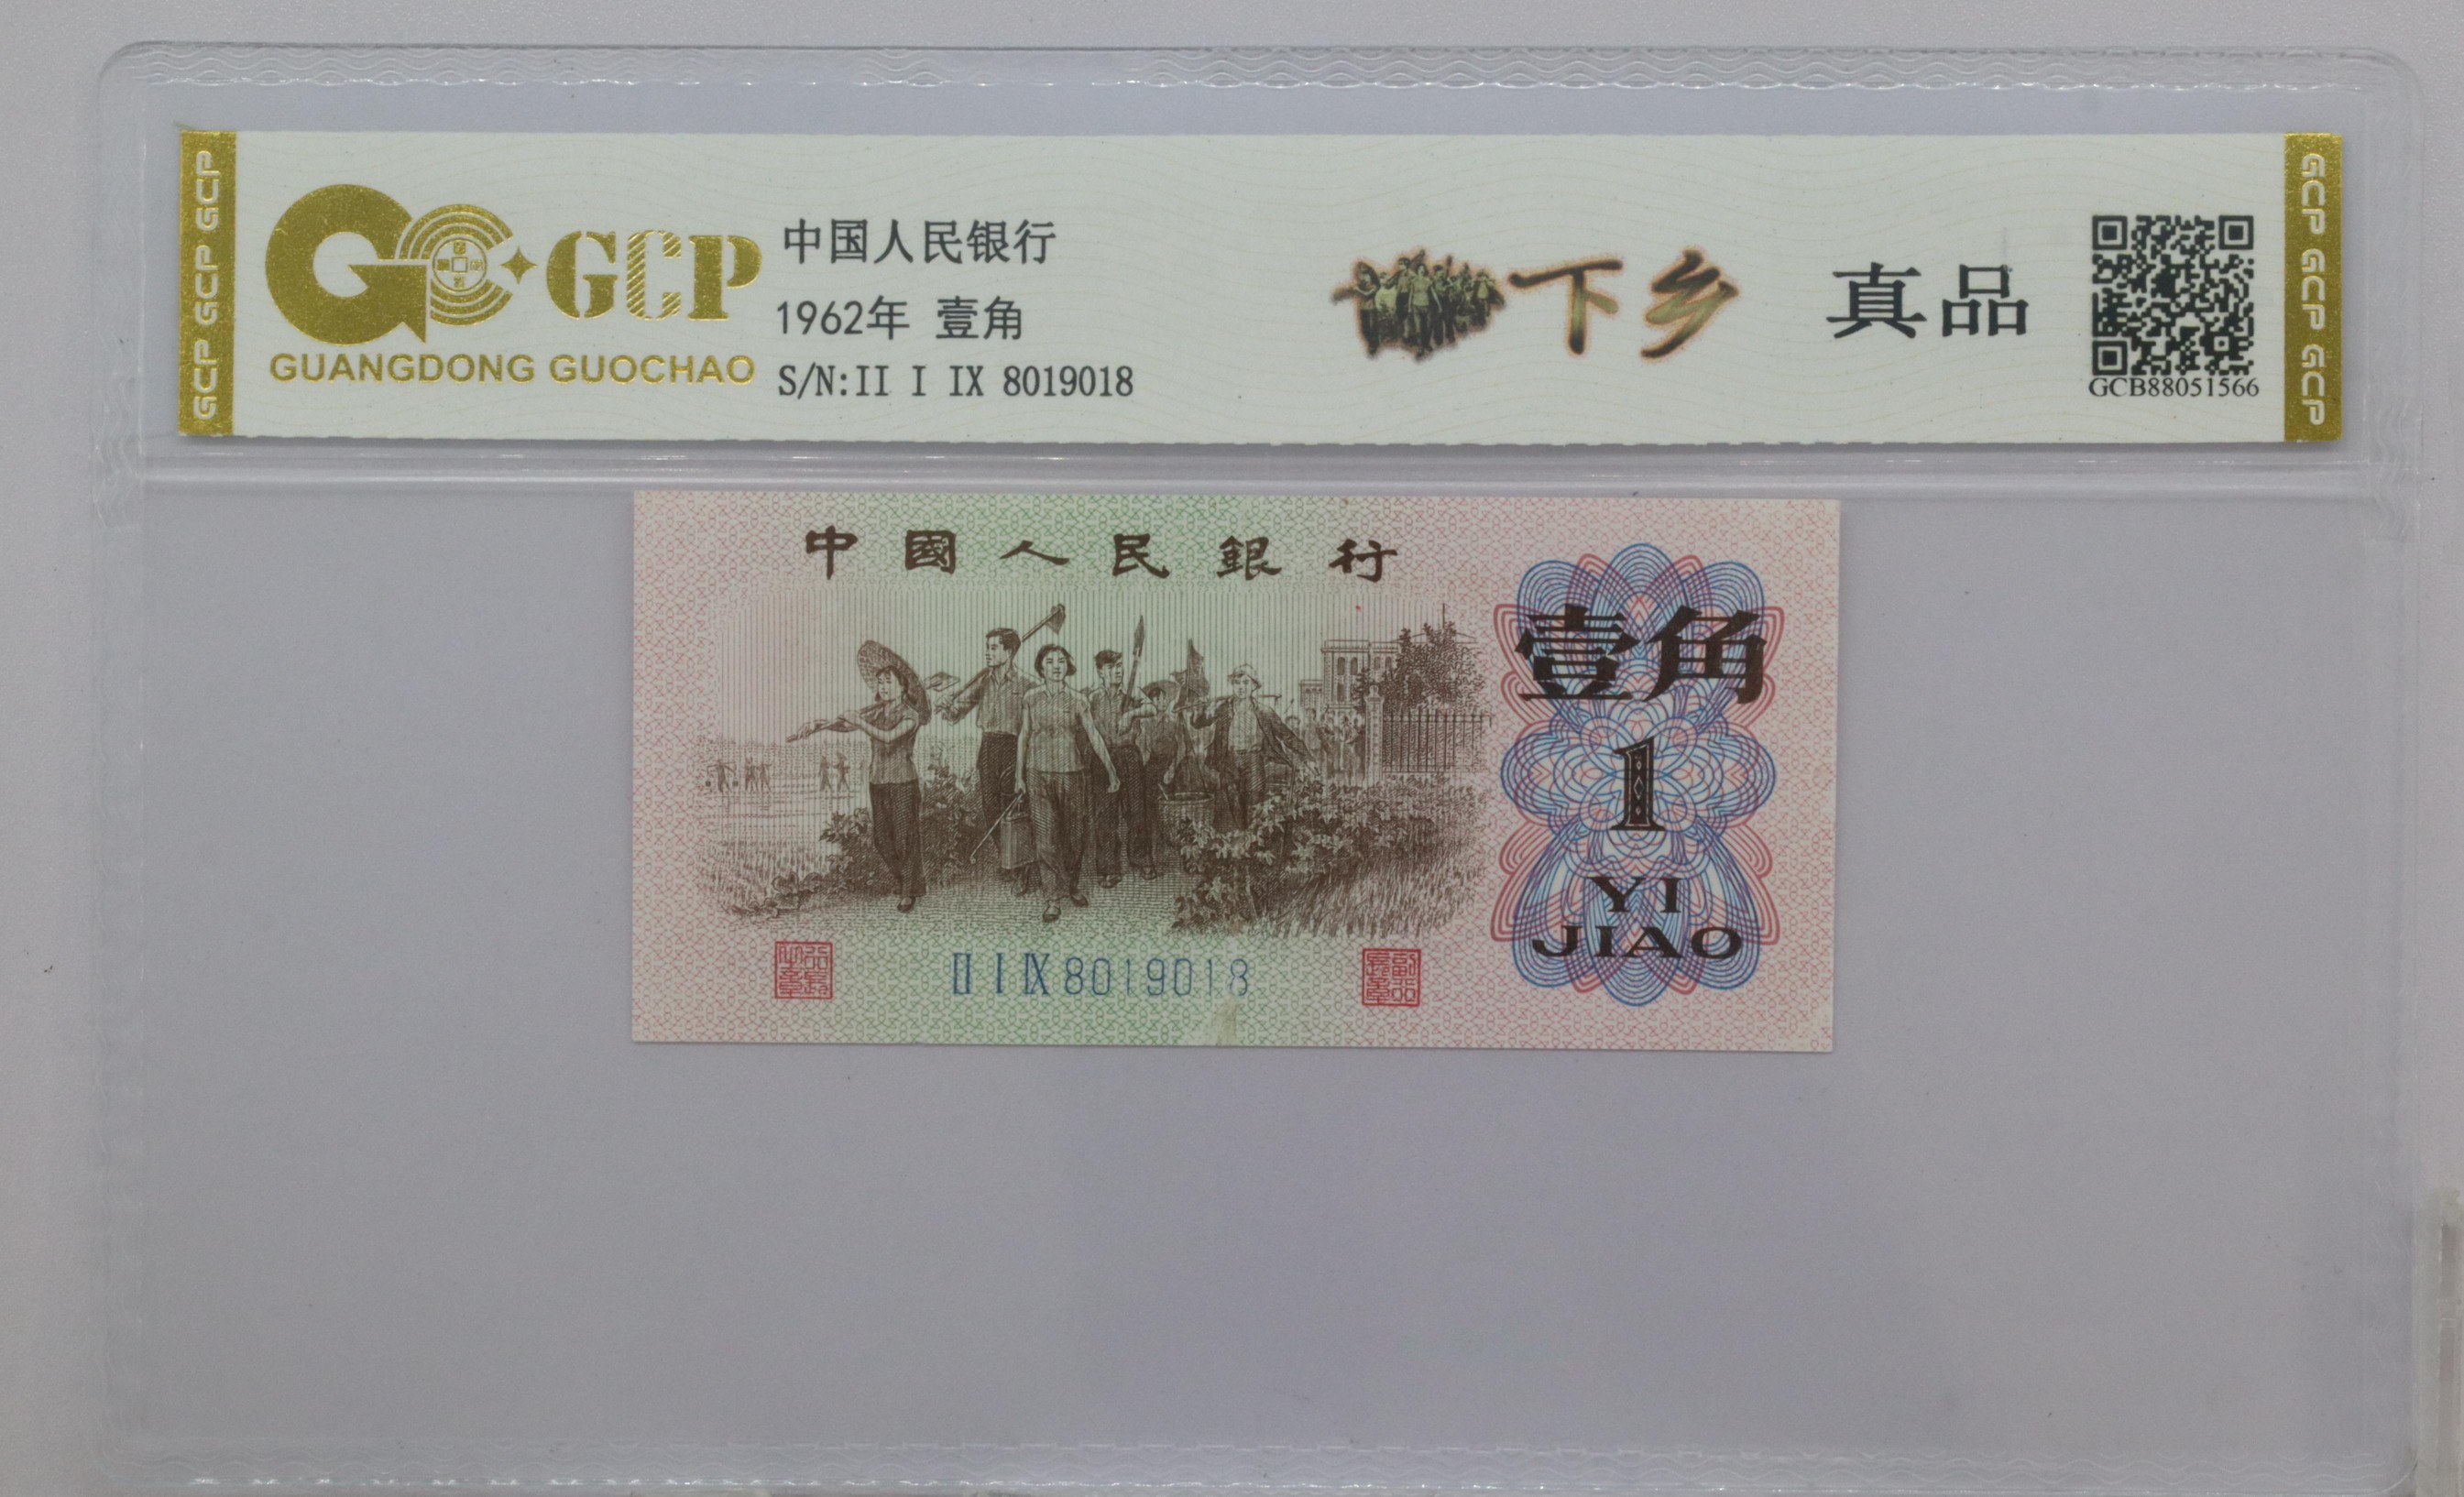 GCP GCP GCP
GC GCP
GUANGDONG GUOCHAO
中国人民银行
1962年 壹角
S/N:II I IX 8019018
下乡
真品
GCB88051566
GCP GCP GCP
中國人民銀行
壹角
1
YI
JIAO
II I IX 8019018